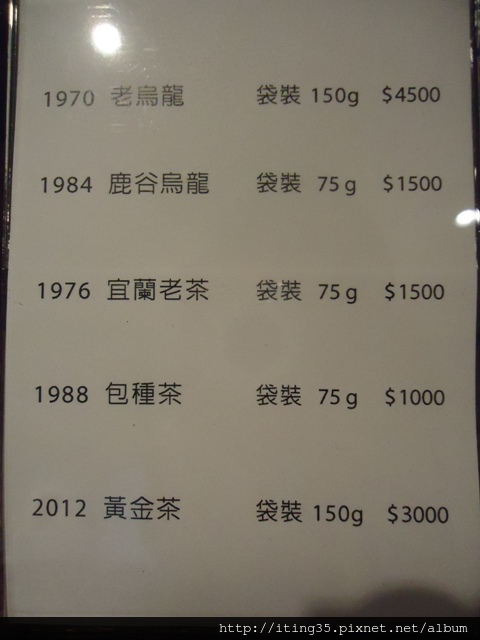 1970 老烏龍 袋裝 150g $4500
1984 鹿谷烏龍 袋裝 75g $1500
1976 宜蘭老茶 袋裝 75g $1500
1988 包種茶 袋裝 75g $1000
2012 黃金茶 袋裝 150g $3000
http://iting35.pixnet.net/album